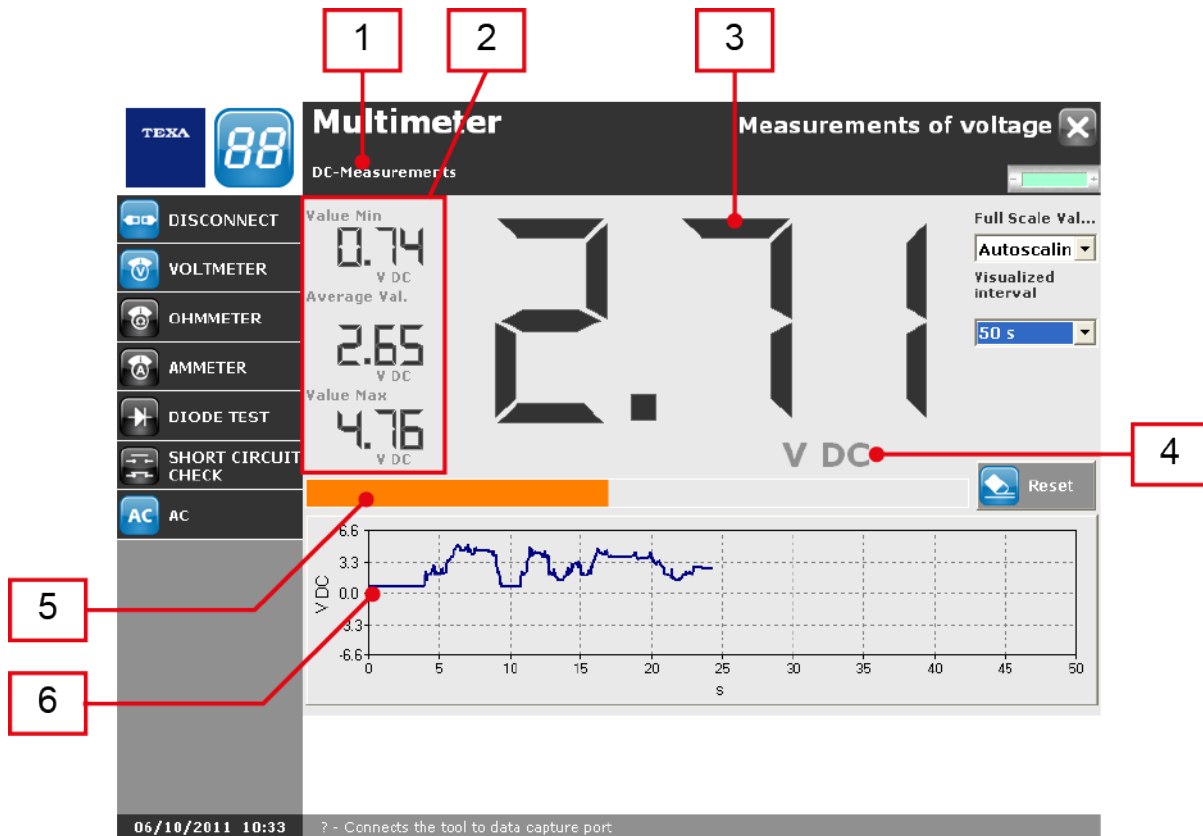 1
2
3
TEXA
88
Multimeter
Measurements of voltage
DC-Measurements
- +
DISCONNECT
VOLTMETER
OHMMETER
AMMETER
DIODE TEST
SHORT CIRCUIT
CHECK
AC AC
Value Min
0.74
V DC
Average Val.
2.65
V DC
Value Max
4.76
V DC
2.71
V DC
Full Scale Val...
Autoscalin
Visualized
interval
50 s
4
Reset
5
6
6.6
3.3
0.0
-3.3
-6.6
V DC
0 5 10 15 20 25 30 35 40 45 50
s
06/10/2011 10:33
? - Connects the tool to data capture port